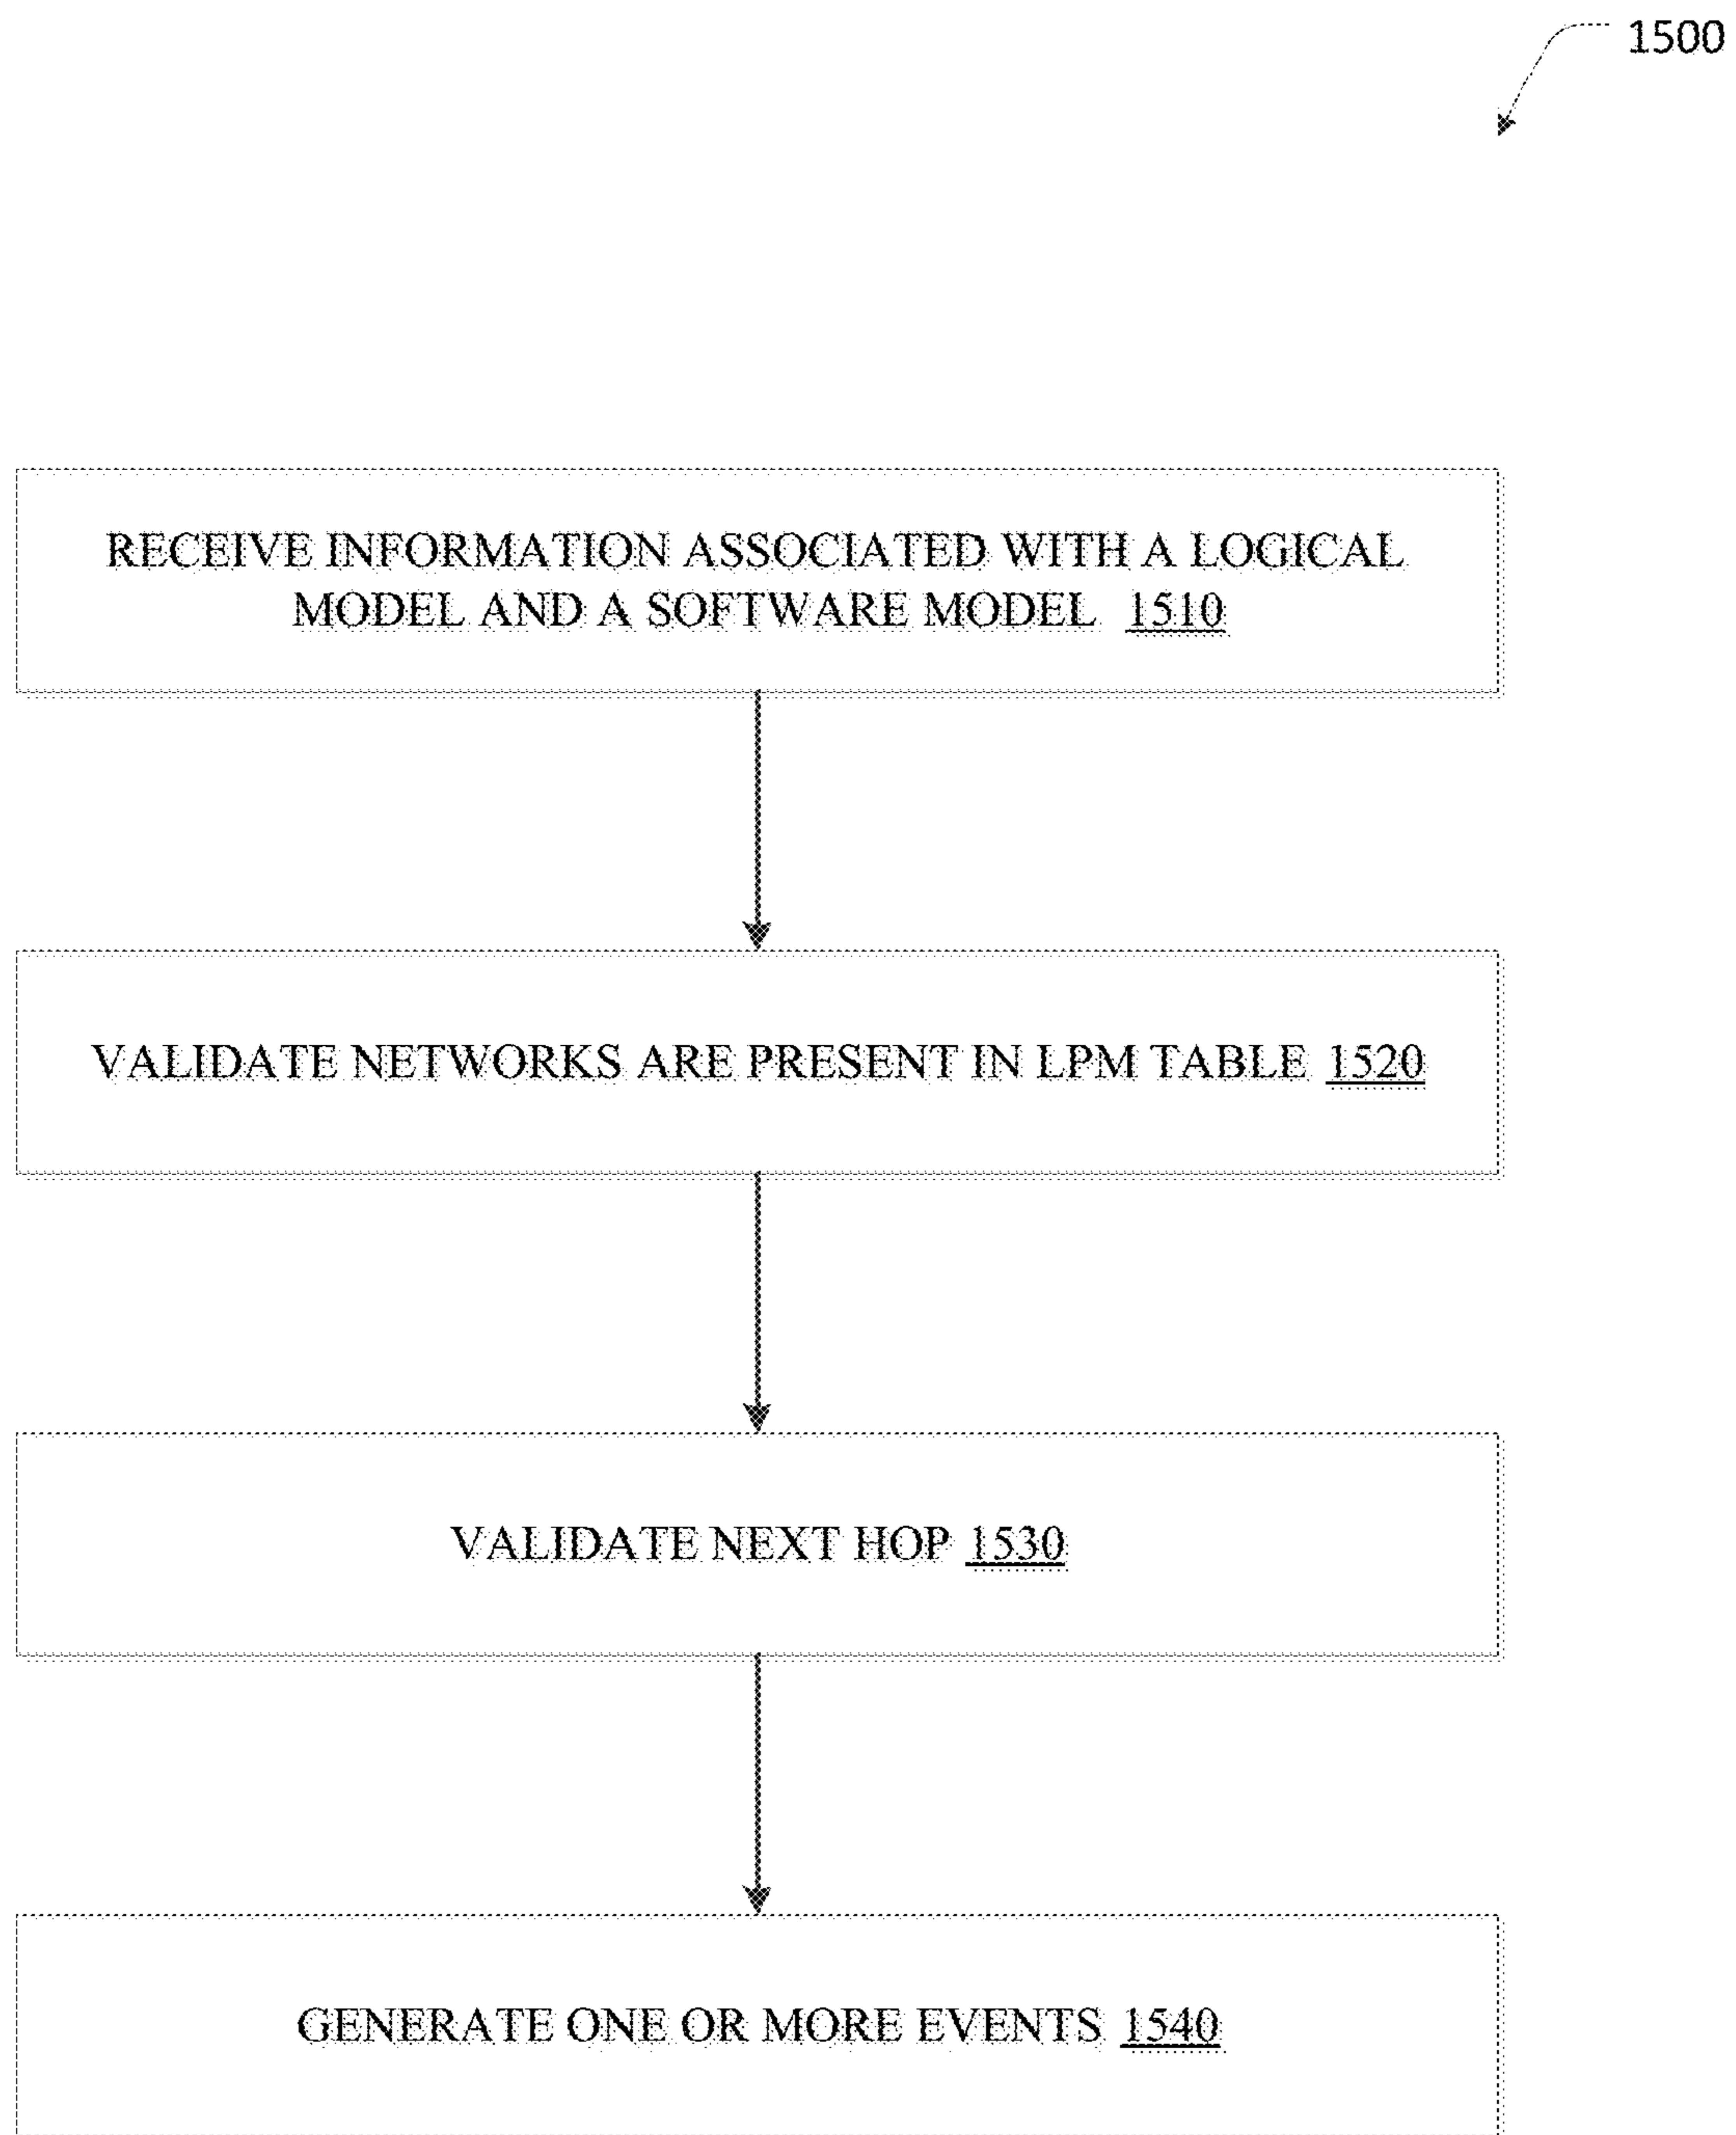 1500
RECEIVE INFORMATION ASSOCIATED WITH A LOGICAL
MODEL AND A SOFTWARE MODEL 1510
VALIDATE NETWORKS ARE PRESENT IN LPM TABLE 1520
VALIDATE NEXT HOP 1530
GENERATE ONE OR MORE EVENTS 1540